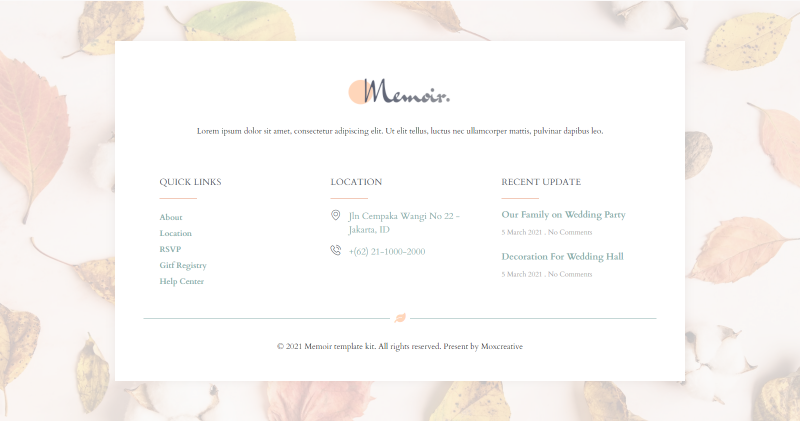 Memoir.
Lorem ipsum dolor sit amet, consectetur adipiscing elit. Ut elit tellus, luctus nec ullamcorper mattis, pulvinar dapibus leo.
QUICK LINKS
About
Location
RSVP
Gitf Registry
Help Center
LOCATION
Jln Cempaka Wangi No 22 -
Jakarta, ID
+(62) 21-1000-2000
RECENT UPDATE
Our Family on Wedding Party
5 March 2021 . No Comments
Decoration For Wedding Hall
5 March 2021 . No Comments
© 2021 Memoir template kit. All rights reserved. Present by Moxcreative